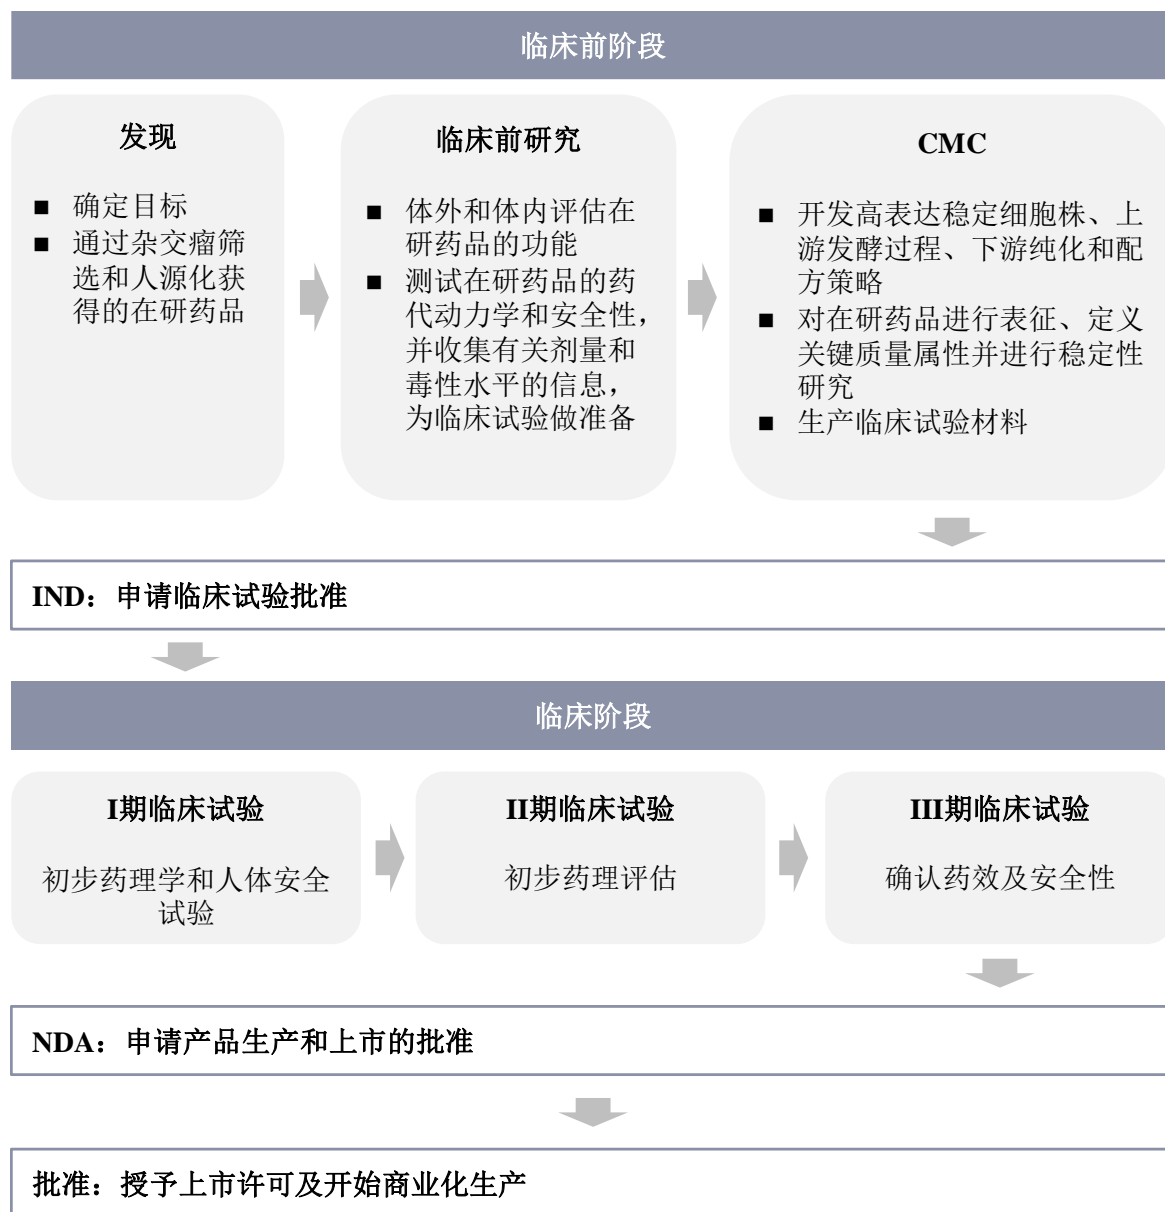 临床前阶段
发现
■ 确定目标
■ 通过杂交瘤筛
选和人源化获
得的在研药品
临床前研究
■ 体外和体内评估在
研药品的功能
■ 测试在研药品的药
代动力学和安全性，
并收集有关剂量和
毒性水平的信息，
为临床试验做准备
CMC
■ 开发高表达稳定细胞株、上
游发酵过程、下游纯化和配
方策略
■ 对在研药品进行表征、定义
关键质量属性并进行稳定性
研究
■ 生产临床试验材料
IND：申请临床试验批准
临床阶段
I期临床试验
初步药理学和人体安全
试验
II期临床试验
初步药理评估
III期临床试验
确认药效及安全性
NDA：申请产品生产和上市的批准
批准：授予上市许可及开始商业化生产